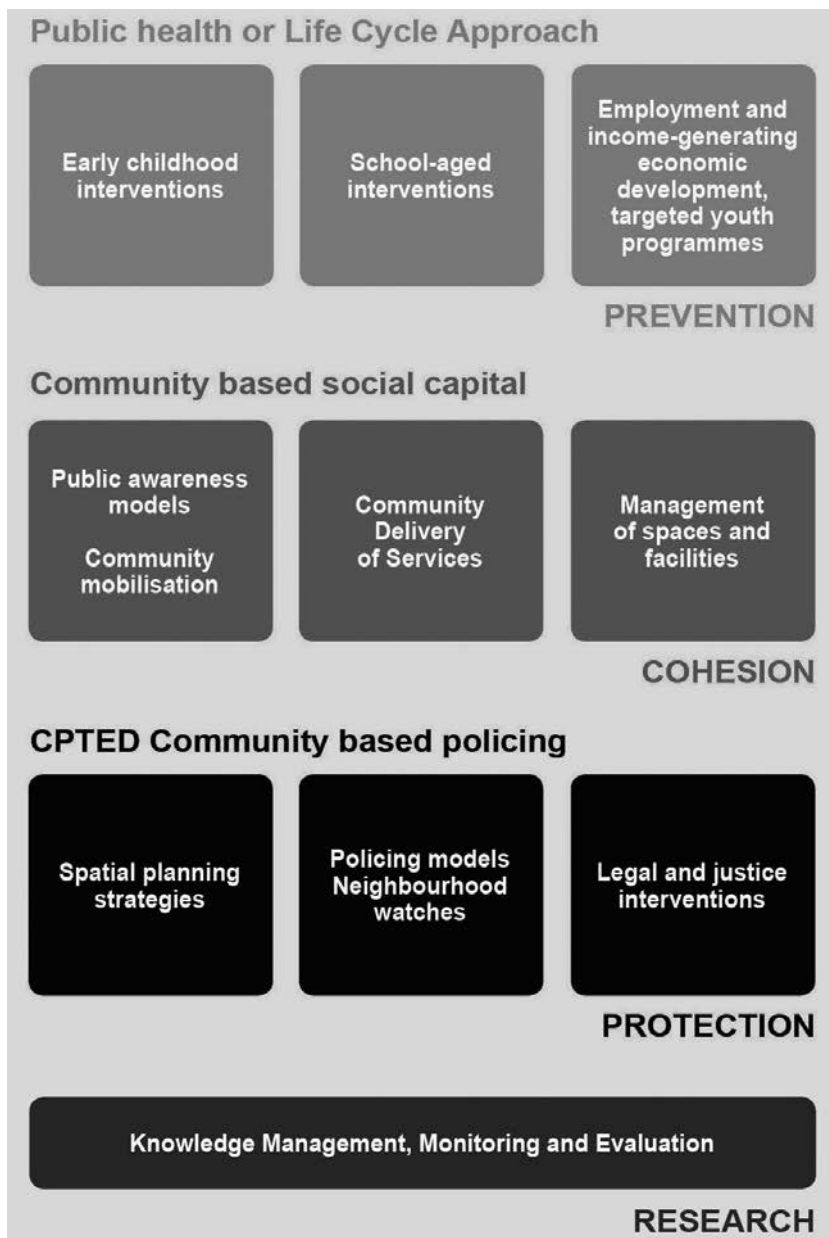 Public health or Life Cycle Approach
Early childhood
interventions
School-aged
interventions
Employment and
income-generating
economic
development,
targeted youth
programmes
PREVENTION
Community based social capital
Public awareness
models
Community
mobilisation
Community
Delivery
of Services
Management
of spaces and
facilities
COHESION
CPTED Community based policing
Spatial planning
strategies
Policing models
Neighbourhood
watches
Legal and justice
interventions
PROTECTION
Knowledge Management, Monitoring and Evaluation
RESEARCH